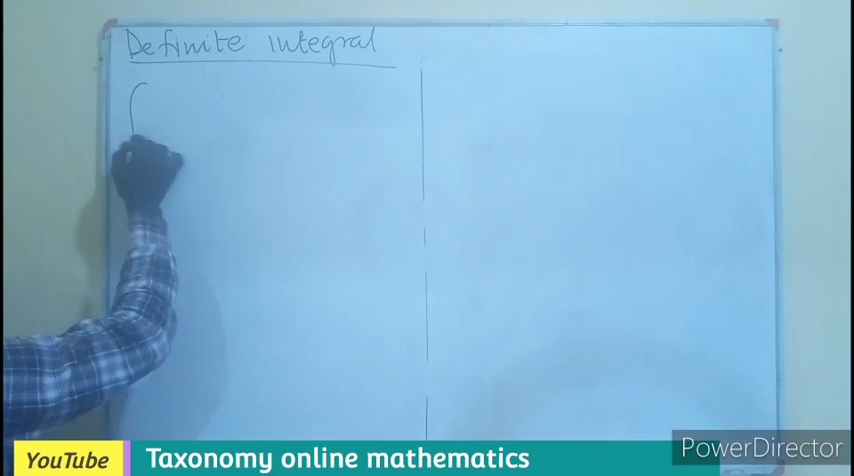 Definite integral
YouTube Taxonomy online mathematics
PowerDirector